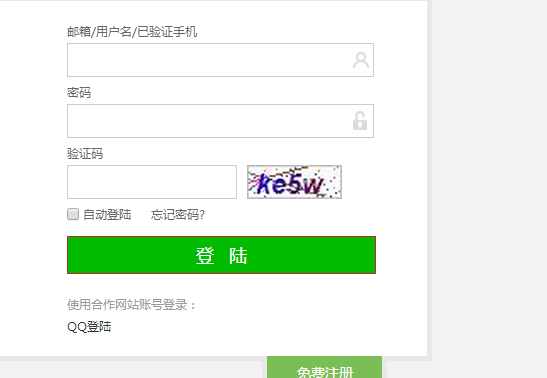 邮箱/用户名/已验证手机
密码
验证码
ke5w
自动登陆 忘记密码?
登 陆
使用合作网站账号登录：
QQ登陆
免费注册